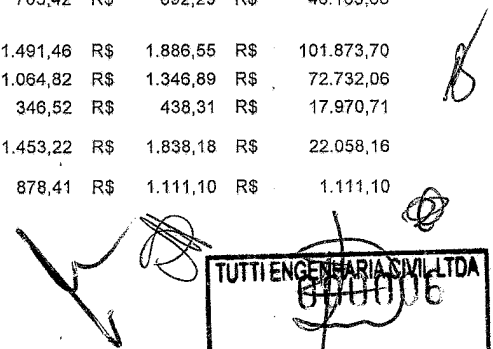 1.491,46 R$ 1.886,55 R$ 101.873,70
1.064,82 R$ 1.346,89 R$ 72.732,06
346,52 R$ 438,31 R$ 17.970,71
1.453,22 R$ 1.838,18 R$ 22.058,16
878,41 R$ 1.111,10 R$ 1.111,10
TUTTI ENGENHARIA CIVIL LTDA